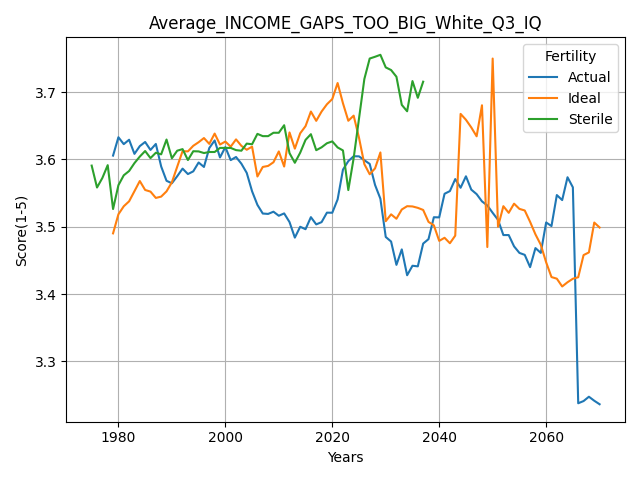 Average_INCOME_GAPS_TOO_BIG_White_Q3_IQ
Fertility
Actual
Ideal
Sterile
Score(1-5)
3.7
3.6
3.5
3.4
3.3
1980 2000 2020 2040 2060
Years